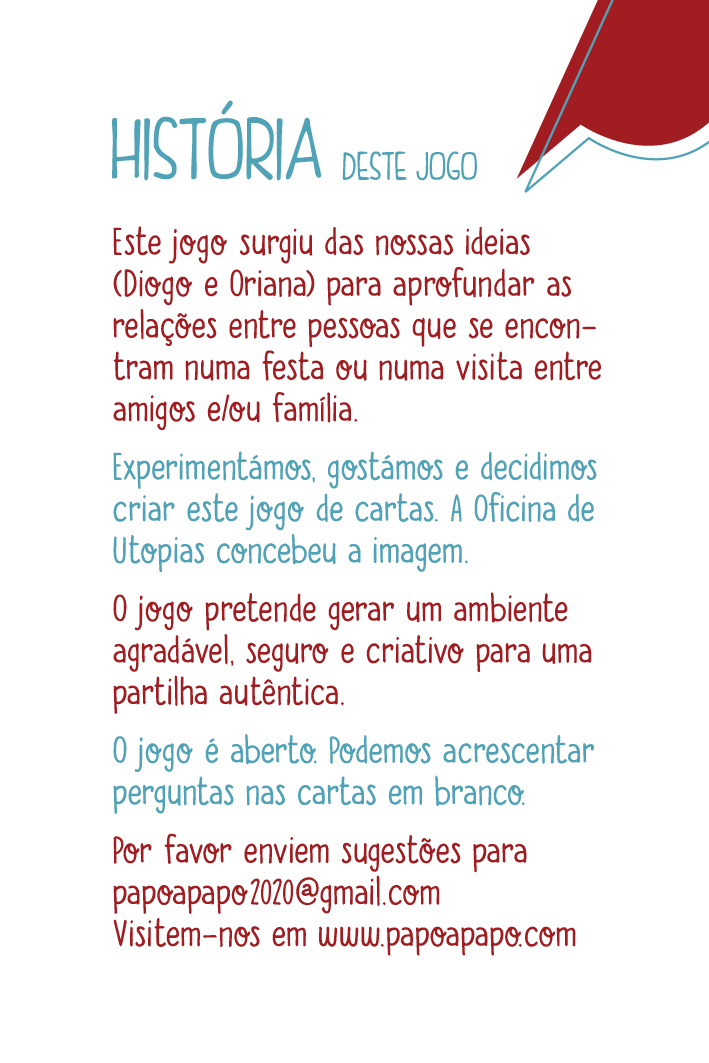 HISTÓRIA DESTE JOGO
Este jogo surgiu das nossas ideias
(Diogo e Oriana) para aprofundar as
relações entre pessoas que se encon-
tram numa festa ou numa visita entre
amigos e/ou família.
Experimentámos, gostámos e decidimos
criar este jogo de cartas. A Oficina de
Utopias concebeu a imagem.
O jogo pretende gerar um ambiente
agradável, seguro e criativo para uma
partilha autêntica.
O jogo é aberto. Podemos acrescentar
perguntas nas cartas em branco.
Por favor enviem sugestões para
papoapapo2020@gmail.com
Visitem-nos em www.papoapapo.com